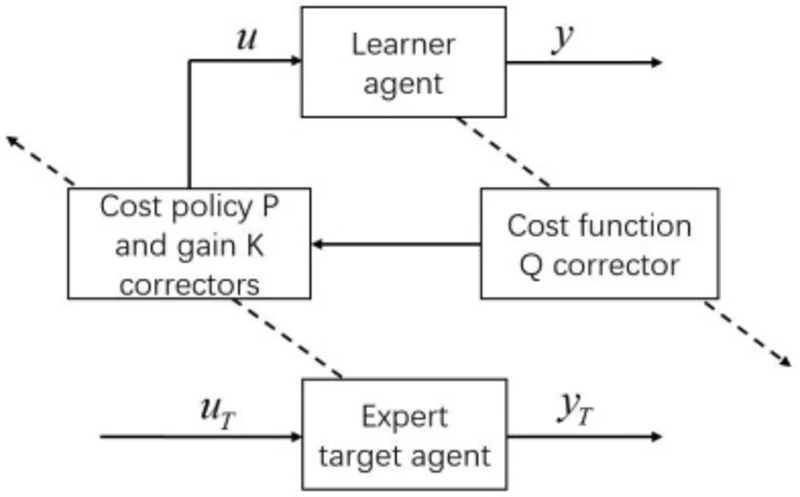 u
Learner
agent
y
Cost policy P
and gain K
correctors
Cost function
Q corrector
u_T
Expert
target agent
y_T